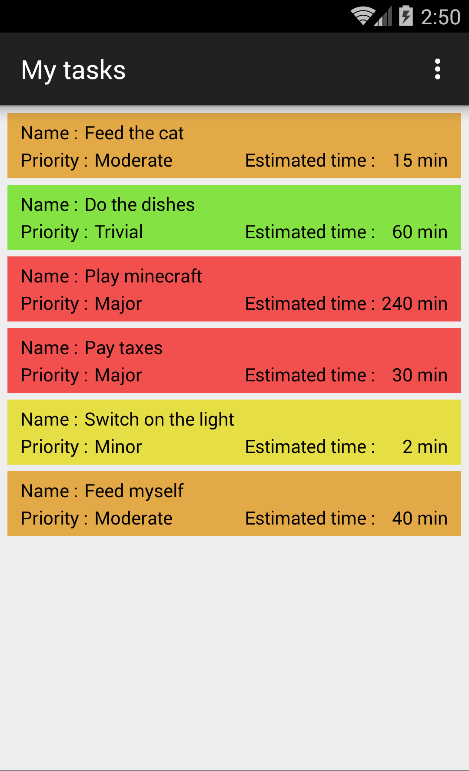 2:50
My tasks
Name : Feed the cat
Priority : Moderate Estimated time : 15 min
Name : Do the dishes
Priority : Trivial Estimated time : 60 min
Name : Play minecraft
Priority : Major Estimated time : 240 min
Name : Pay taxes
Priority : Major Estimated time : 30 min
Name : Switch on the light
Priority : Minor Estimated time : 2 min
Name : Feed myself
Priority : Moderate Estimated time : 40 min